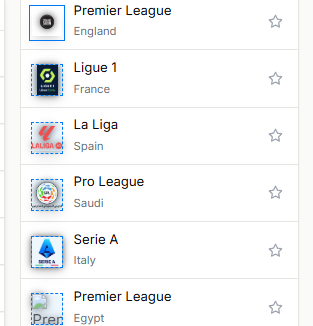 Premier League
England
Ligue 1
France
LIGUE 1
La Liga
Spain
LALIGA
Pro League
Saudi
Serie A
Italy
SERIE A
Premier League
Egypt
Pren